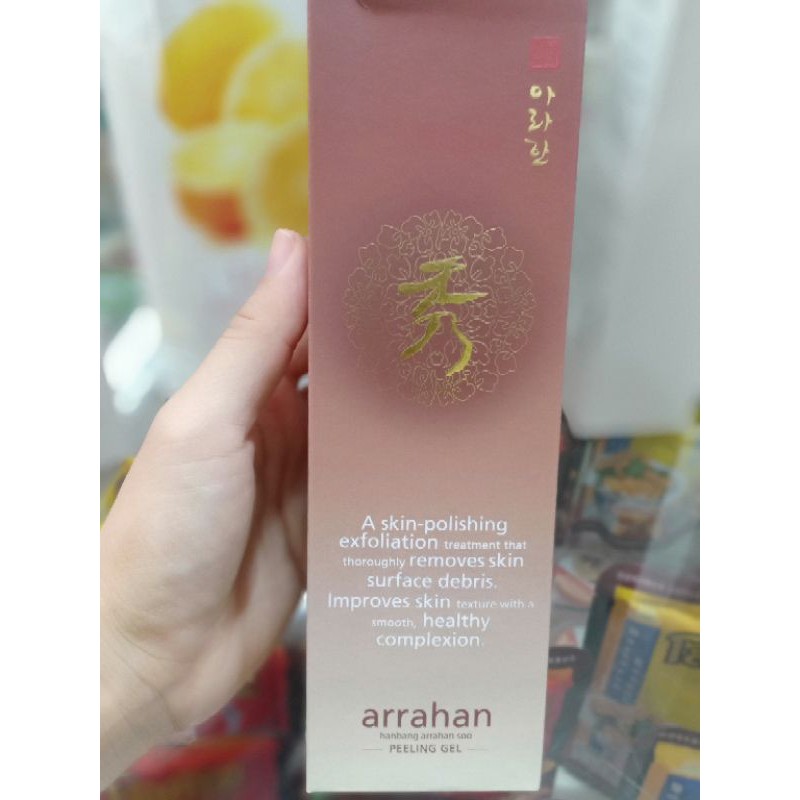 아라한
秀
A skin-polishing
exfoliation treatment that
thoroughly removes skin
surface debris.
Improves skin texture with a
smooth, healthy
complexion.
arrahan
hanbang arrahan soo
PEELING GEL